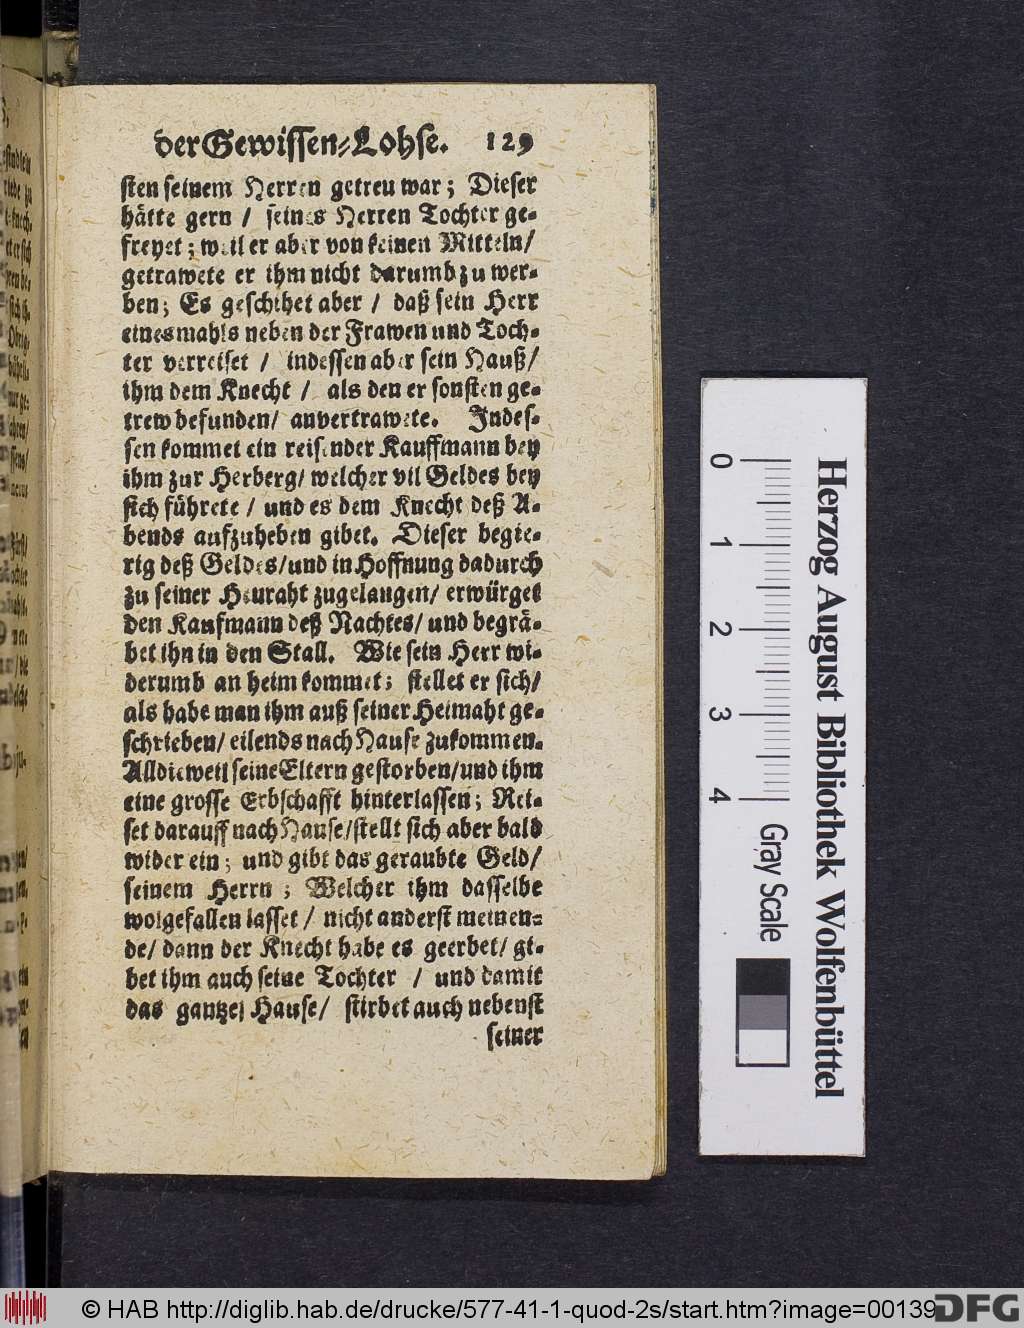 der Gewissen-Lohse. 129
sten seinem Herren getreu war; Dieser
hätte gern / seines Herren Tochter ge-
freyet; weil er aber von keinen Mitteln/
getrawete er ihm nicht darumb zu wer-
ben; Es geschihet aber / daß sein Herr
einesmahls neben der Frawen und Toch-
ter verreiset / indessen aber sein Hauß/
ihm dem Knecht / als den er sonsten ge-
trew befunden/ anvertrawete. Indes-
sen kommet ein reisender Kauffmann bey
ihm zur Herberg/ welcher vil Geldes bey
sich führete / und es dem Knecht deß A-
bends aufzuheben gibet. Dieser begie-
rig deß Geldes/ und in Hoffnung dadurch
zu seiner Heuraht zugelangen/ erwürget
den Kaufmann deß Nachtes/ und begrä-
bet ihn in den Stall. Wie sein Herr wi-
derumb an heim kommet; stellet er sich/
als habe man ihm auß seiner Heimaht ge-
schrieben/ eilends nach Hause zukommen.
Alldieweil seine Eltern gestorben/ und ihm
eine grosse Erbschafft hinterlassen; Rei-
set darauff nach Hause/ stellt sich aber bald
wider ein; und gibt das geraubte Geld/
seinem Herrn; Welcher ihm dasselbe
wolgefallen lasset / nicht anderst meinen-
de/ dann der Knecht habe es geerbet/ gi-
bet ihm auch seine Tochter / und damit
das gantze Hause/ stirbet auch nebenst
seiner
0 1 2 3 4 Gray Scale
Herzog August Bibliothek Wolfenbüttel
© HAB http://diglib.hab.de/drucke/577-41-1-quod-2s/start.htm?image=00139
DFG